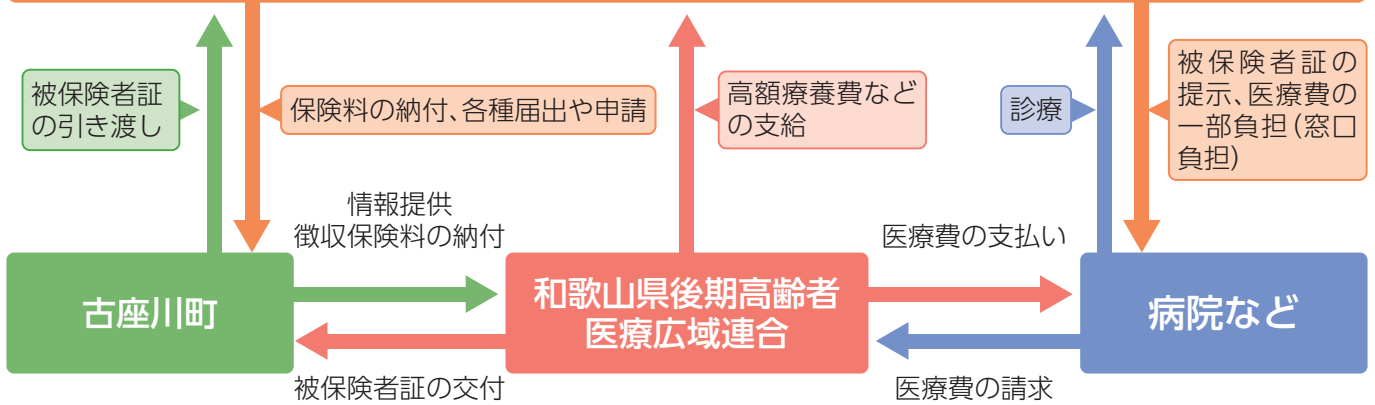 被保険者証
の引き渡し
保険料の納付、各種届出や申請
高額療養費など
の支給
診療
被保険者証の
提示、医療費の
一部負担(窓口
負担)
情報提供
徴収保険料の納付
医療費の支払い
古座川町
和歌山県後期高齢者
医療広域連合
病院など
被保険者証の交付
医療費の請求